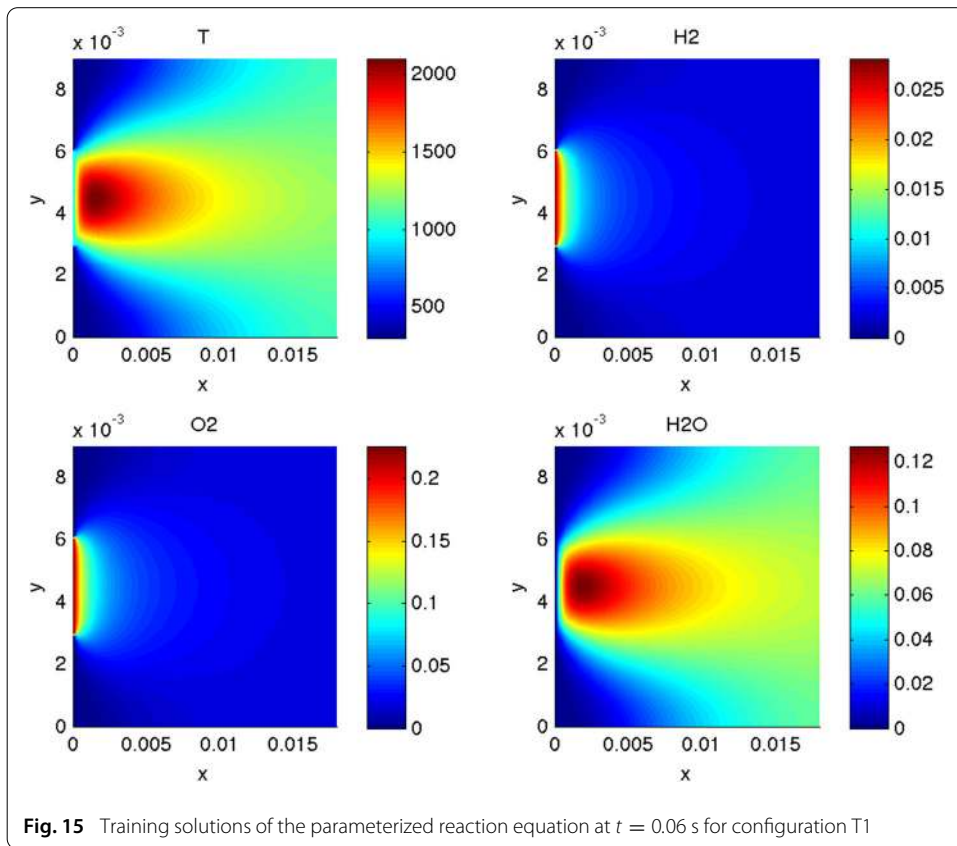 x 10⁻³ T
8
6
4
2
0
y
0 0.005 0.01 0.015
x
2000
1500
1000
500
x 10⁻³ H2
8
6
4
2
0
y
0 0.005 0.01 0.015
x
0.025
0.02
0.015
0.01
0.005
0
x 10⁻³ O2
8
6
4
2
0
y
0 0.005 0.01 0.015
x
0.2
0.15
0.1
0.05
0
x 10⁻³ H2O
8
6
4
2
0
y
0 0.005 0.01 0.015
x
0.12
0.1
0.08
0.06
0.04
0.02
0
Fig. 15 Training solutions of the parameterized reaction equation at t = 0.06 s for configuration T1